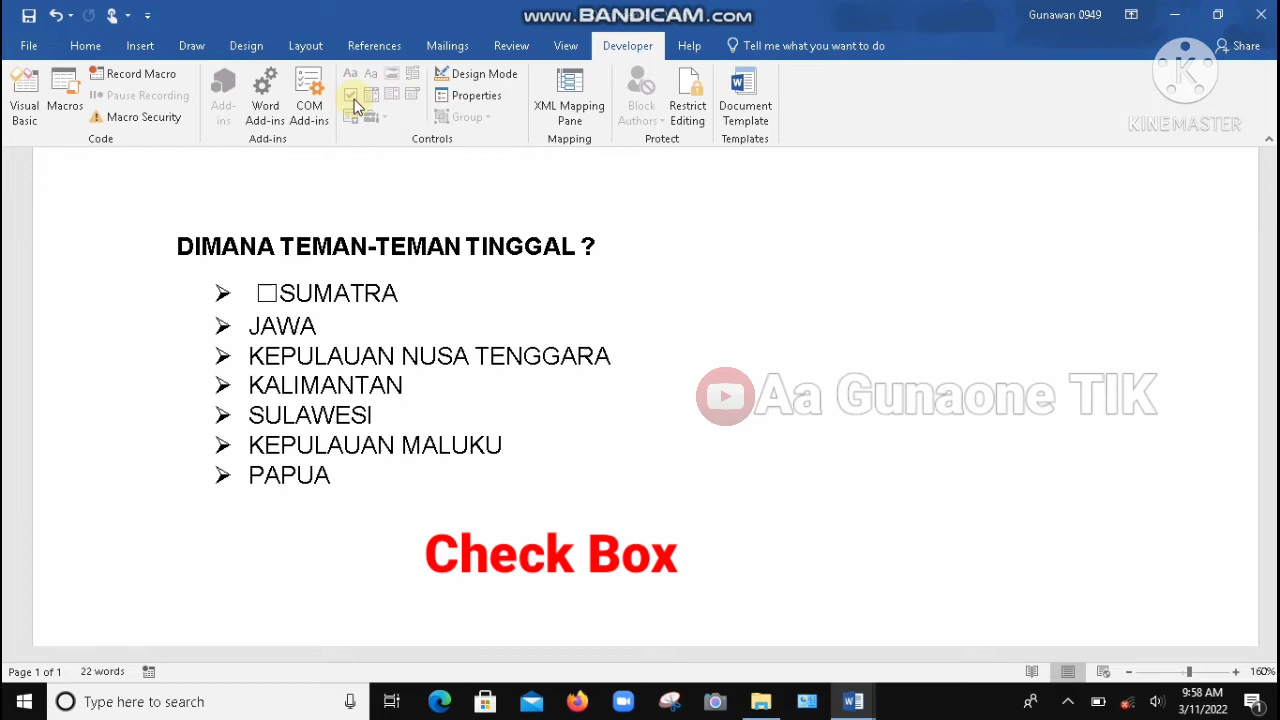 www.BANDICAM.com
Gunawan 0949
File Home Insert Draw Design Layout References Mailings Review View Developer Help Tell me what you want to do Share
Visual Basic
Macros
Record Macro
Pause Recording
Macro Security
Code
Add-ins
Word Add-ins
COM Add-ins
Add-ins
Aa Aa
Design Mode
Properties
Group
Controls
XML Mapping Pane
Mapping
Block Authors
Restrict Editing
Protect
Document Template
Templates
K
KINEMASTER
DIMANA TEMAN-TEMAN TINGGAL ?
➢ ☐SUMATRA
➢ JAWA
➢ KEPULAUAN NUSA TENGGARA
➢ KALIMANTAN
➢ SULAWESI
➢ KEPULAUAN MALUKU
➢ PAPUA
Aa Gunaone TIK
Check Box
Page 1 of 1 22 words 160%
Type here to search
9:58 AM
3/11/2022